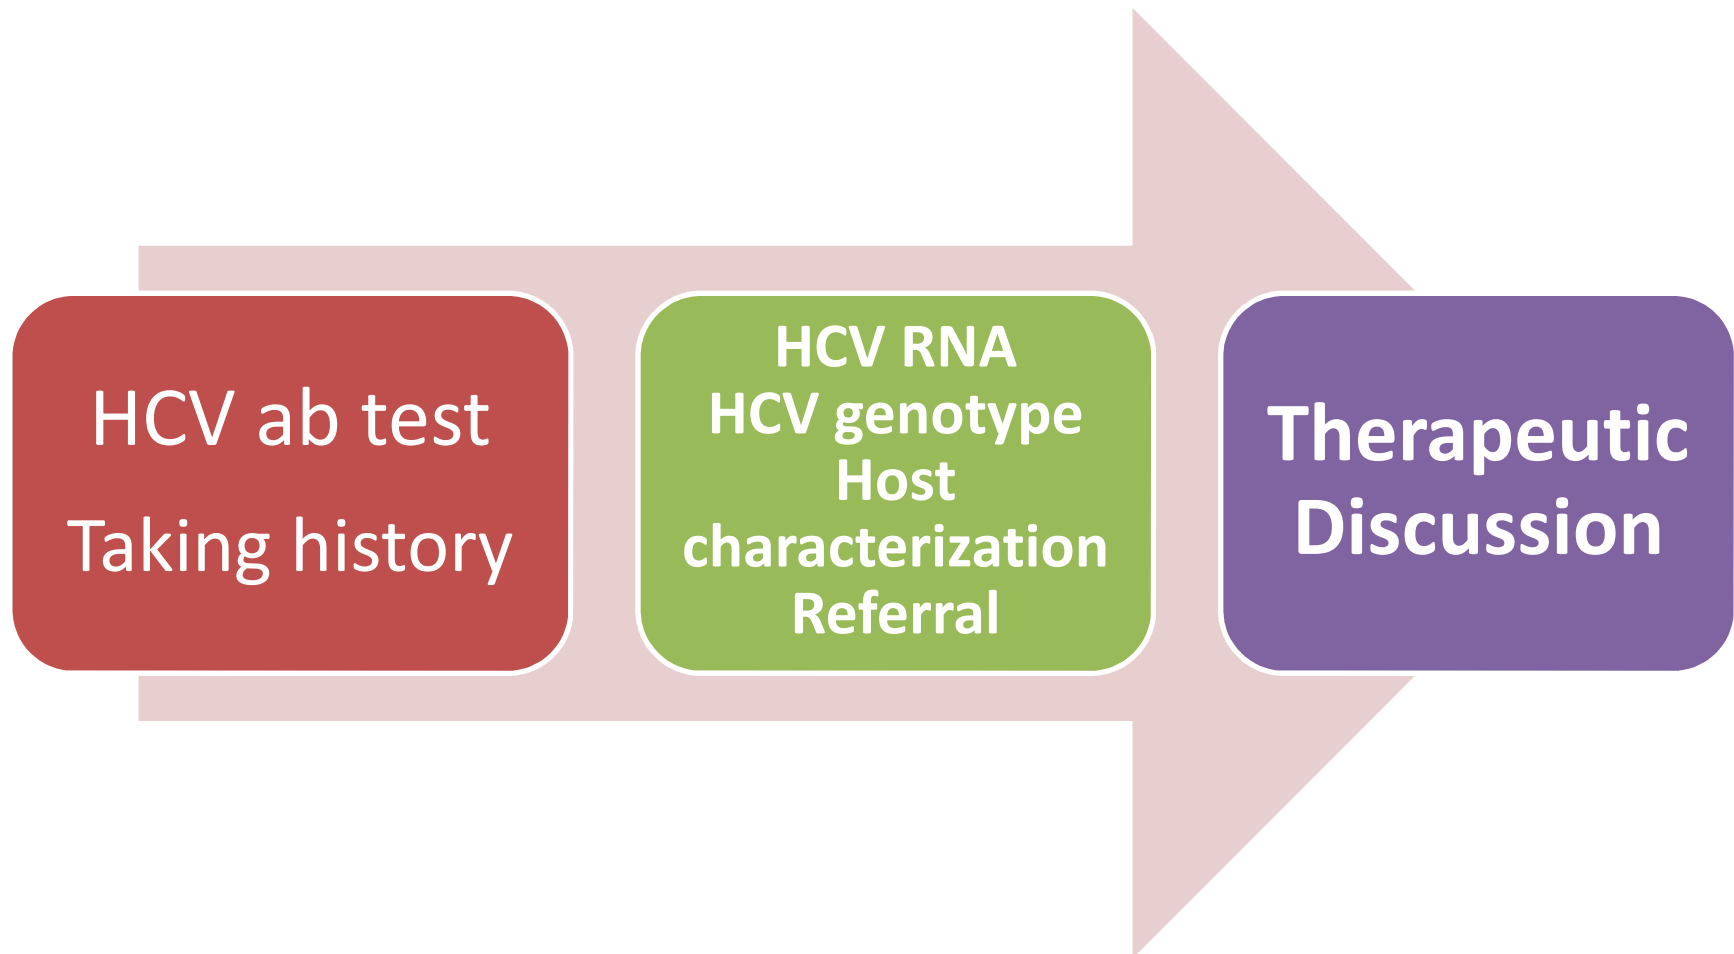 HCV ab test
Taking history
HCV RNA
HCV genotype
Host
characterization
Referral
Therapeutic
Discussion